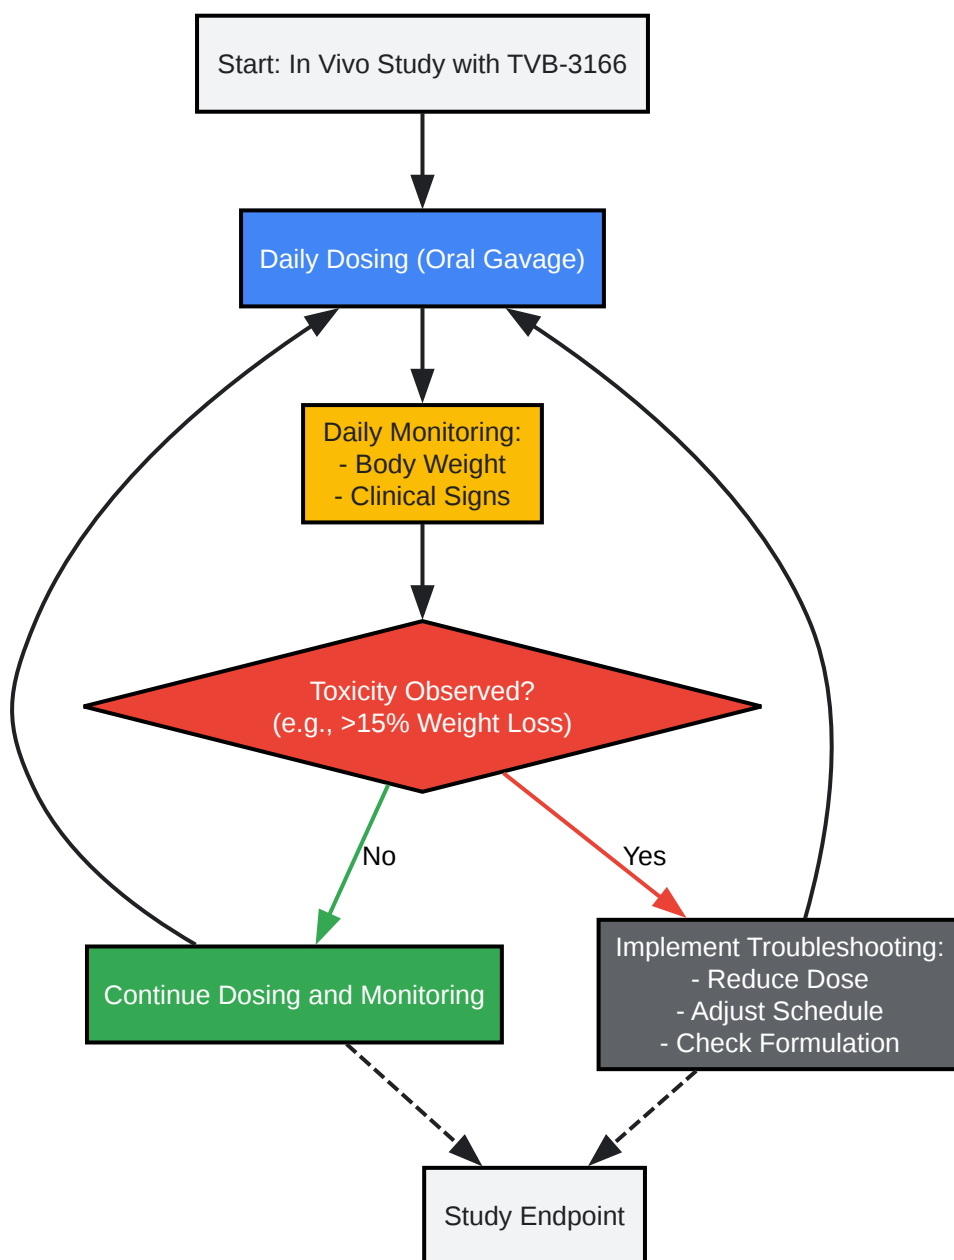 Start: In Vivo Study with TVB-3166
Daily Dosing (Oral Gavage)
Daily Monitoring:
- Body Weight
- Clinical Signs
Toxicity Observed?
(e.g., >15% Weight Loss)
No
Yes
Continue Dosing and Monitoring
Implement Troubleshooting:
- Reduce Dose
- Adjust Schedule
- Check Formulation
Study Endpoint